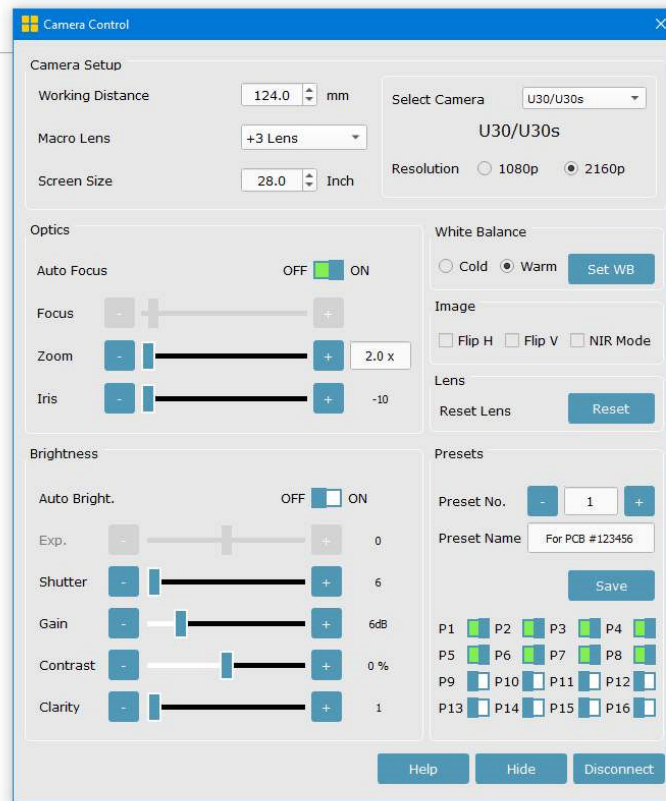 Camera Control
Camera Setup
Working Distance 124.0 mm
Macro Lens +3 Lens
Screen Size 28.0 Inch
Select Camera U30/U30s
U30/U30s
Resolution 1080p 2160p
Optics
Auto Focus OFF ON
Focus - +
Zoom - + 2.0 x
Iris - + -10
White Balance
Cold Warm Set WB
Image
Flip H Flip V NIR Mode
Lens
Reset Lens Reset
Brightness
Auto Bright. OFF ON
Exp. - + 0
Shutter - + 6
Gain - + 6dB
Contrast - + 0 %
Clarity - + 1
Presets
Preset No. - 1 +
Preset Name For PCB #123456
Save
P1 P2 P3 P4
P5 P6 P7 P8
P9 P10 P11 P12
P13 P14 P15 P16
Help Hide Disconnect